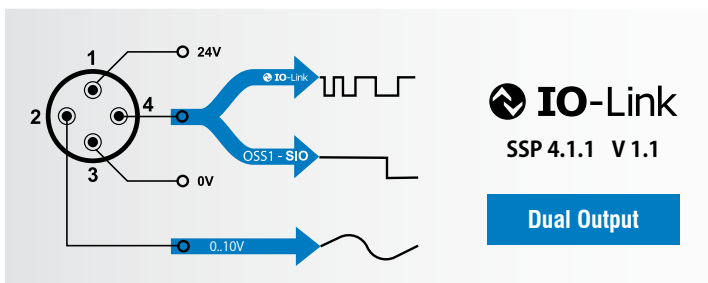 1
24V
IO-Link
2
4
OSS1 - SIO
3
0V
0..10V
IO-Link
SSP 4.1.1 V 1.1
Dual Output